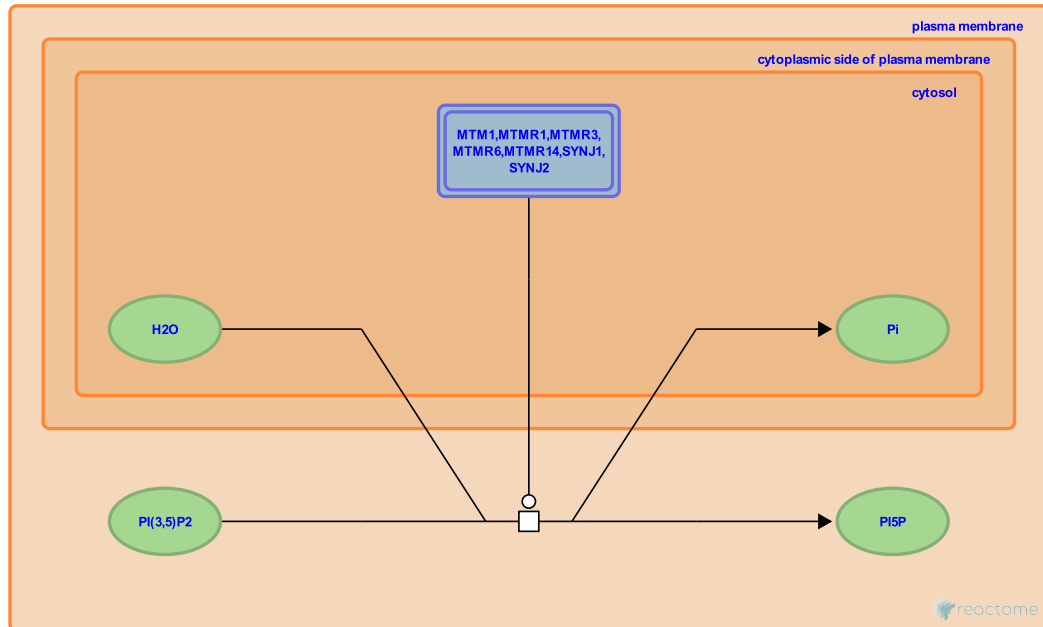 plasma membrane
cytoplasmic side of plasma membrane
cytosol
MTM1,MTMR1,MTMR3,
MTMR6,MTMR14,SYNJ1,
SYNJ2
H2O
Pi
PI(3,5)P2
PI5P
reactome